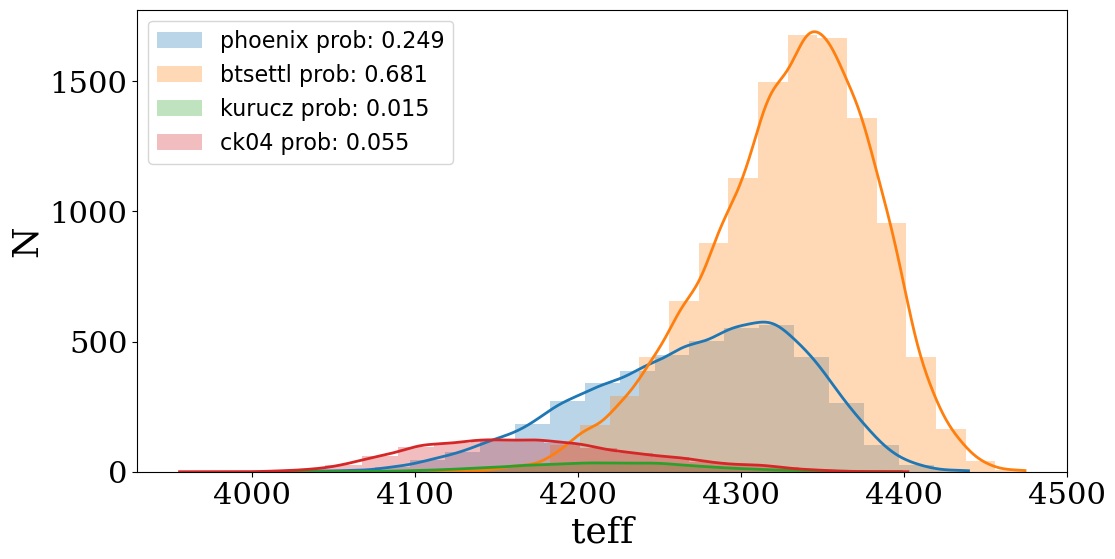 phoenix prob: 0.249
btsettl prob: 0.681
kurucz prob: 0.015
ck04 prob: 0.055
1500
1000
500
0
N
4000 4100 4200 4300 4400 4500
teff